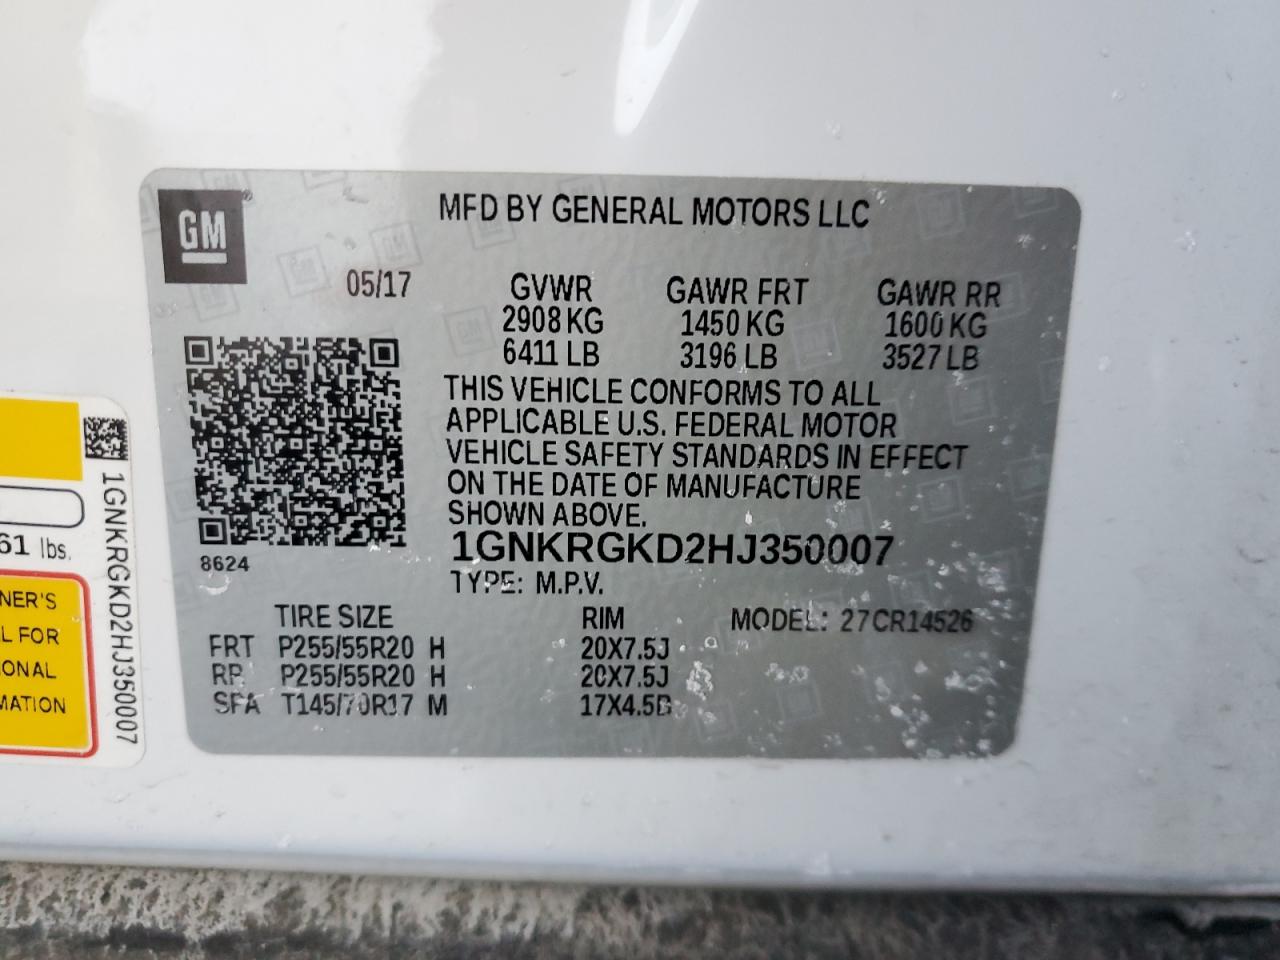 GM
MFD BY GENERAL MOTORS LLC
05/17
GVWR GAWR FRT GAWR RR
2908 KG 1450 KG 1600 KG
6411 LB 3196 LB 3527 LB
THIS VEHICLE CONFORMS TO ALL
APPLICABLE U.S. FEDERAL MOTOR
VEHICLE SAFETY STANDARDS IN EFFECT
ON THE DATE OF MANUFACTURE
SHOWN ABOVE.
1GNKRGKD2HJ350007
8624
TYPE: M.P.V.
TIRE SIZE RIM MODEL: 27CR14526
FRT P255/55R20 H 20X7.5J
RR P255/55R20 H 20X7.5J
SPA T145/70R17 M 17X4.5B
1GNKRGKD2HJ350007
61 lbs.
NER'S
L FOR
IONAL
MATION